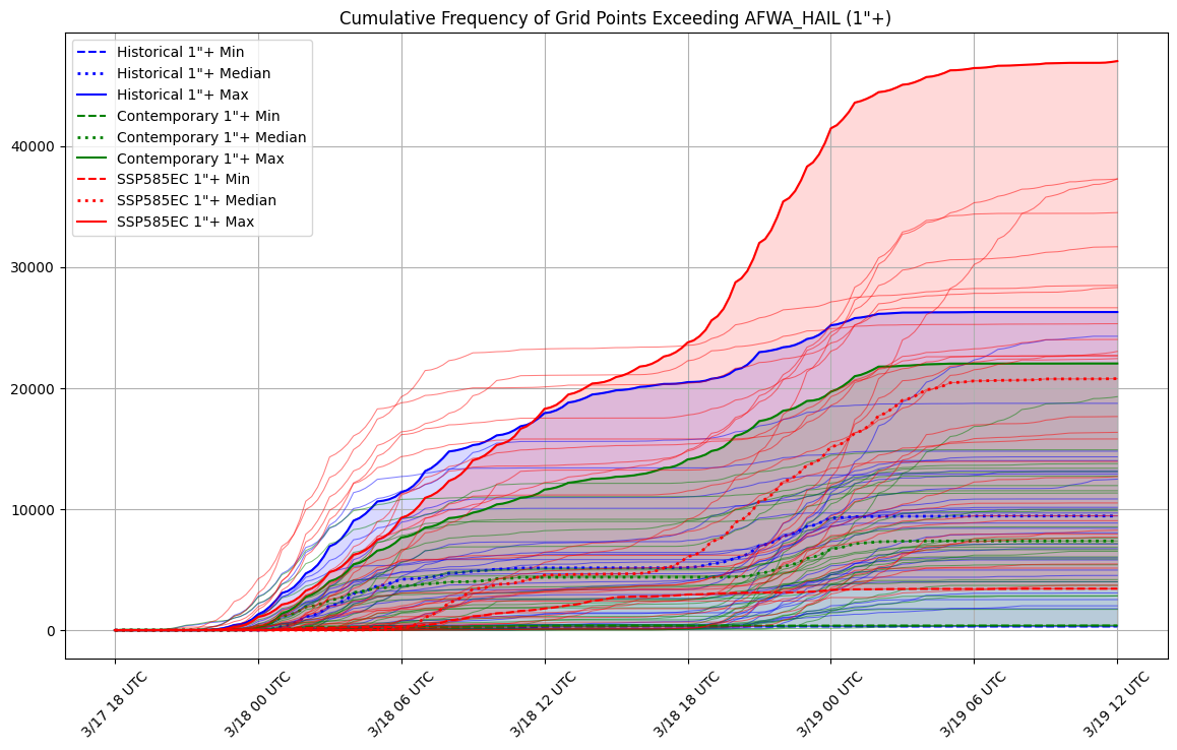 Cumulative Frequency of Grid Points Exceeding AFWA_HAIL (1"+)
Historical 1"+ Min
Historical 1"+ Median
Historical 1"+ Max
Contemporary 1"+ Min
Contemporary 1"+ Median
Contemporary 1"+ Max
SSP585EC 1"+ Min
SSP585EC 1"+ Median
SSP585EC 1"+ Max
40000
30000
20000
10000
0
3/17 18 UTC
3/18 00 UTC
3/18 06 UTC
3/18 12 UTC
3/18 18 UTC
3/19 00 UTC
3/19 06 UTC
3/19 12 UTC